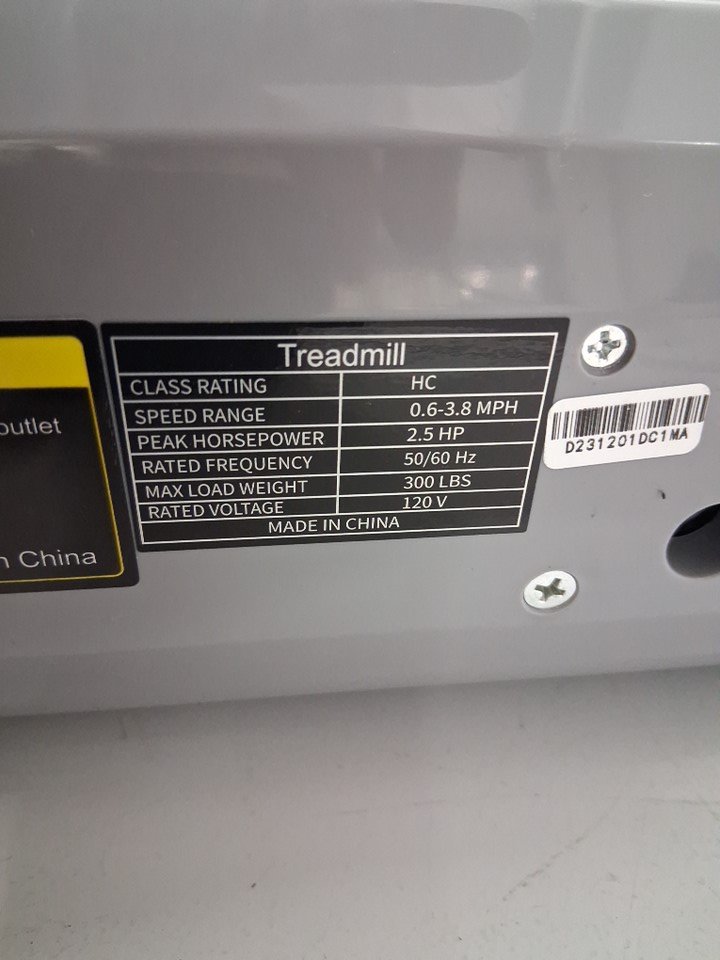 Treadmill
CLASS RATING HC
SPEED RANGE 0.6-3.8 MPH
PEAK HORSEPOWER 2.5 HP
RATED FREQUENCY 50/60 Hz
MAX LOAD WEIGHT 300 LBS
RATED VOLTAGE 120 V
MADE IN CHINA
outlet
n China
D231201DC1MA